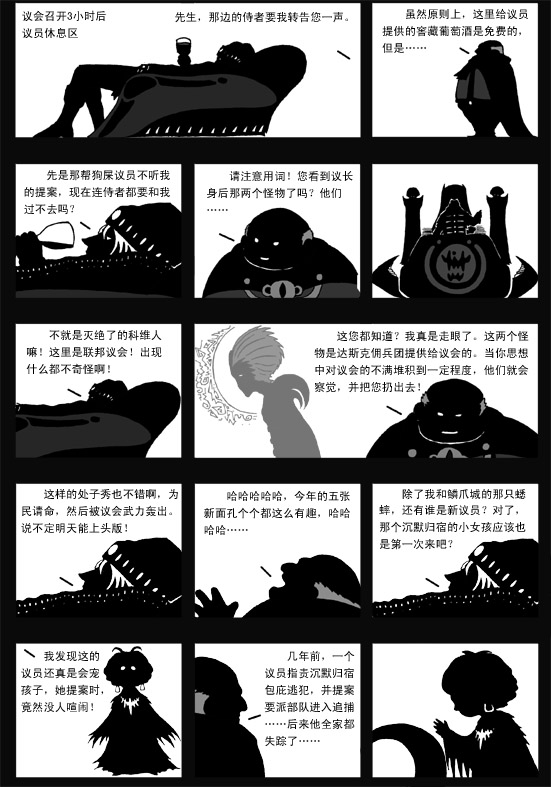 议会召开3小时后
议员休息区
先生，那边的侍者要我转告您一声。
虽然原则上，这里给议员
提供的窖藏葡萄酒是免费的，
但是……
先是那帮狗屎议员不听我
的提案，现在连侍者都要和我
过不去吗？
请注意用词！您看到议长
身后那两个怪物了吗？他们
……
不就是灭绝了的科维人
嘛！这里是联邦议会！出现
什么都不奇怪啊！
这您都知道？我真是走眼了。这两个怪
物是达斯克佣兵团提供给议会的。当你思想
中对议会的不满堆积到一定程度，他们就会
察觉，并把您扔出去！
这样的处子秀也不错啊，为
民请命，然后被议会武力轰出。
说不定明天能上头版！
哈哈哈哈哈，今年的五张
新面孔个个都这么有趣，哈哈
哈哈……
除了我和鳞爪城的那只蟋
蟀，还有谁是新议员？对了，
那个沉默归宿的小女孩应该也
是第一次来吧？
我发现这的
议员还真是会宠
孩子，她提案时，
竟然没人喧闹！
几年前，一个
议员指责沉默归宿
包庇逃犯，并提案
要派部队进入追捕
……后来他全家都
失踪了……